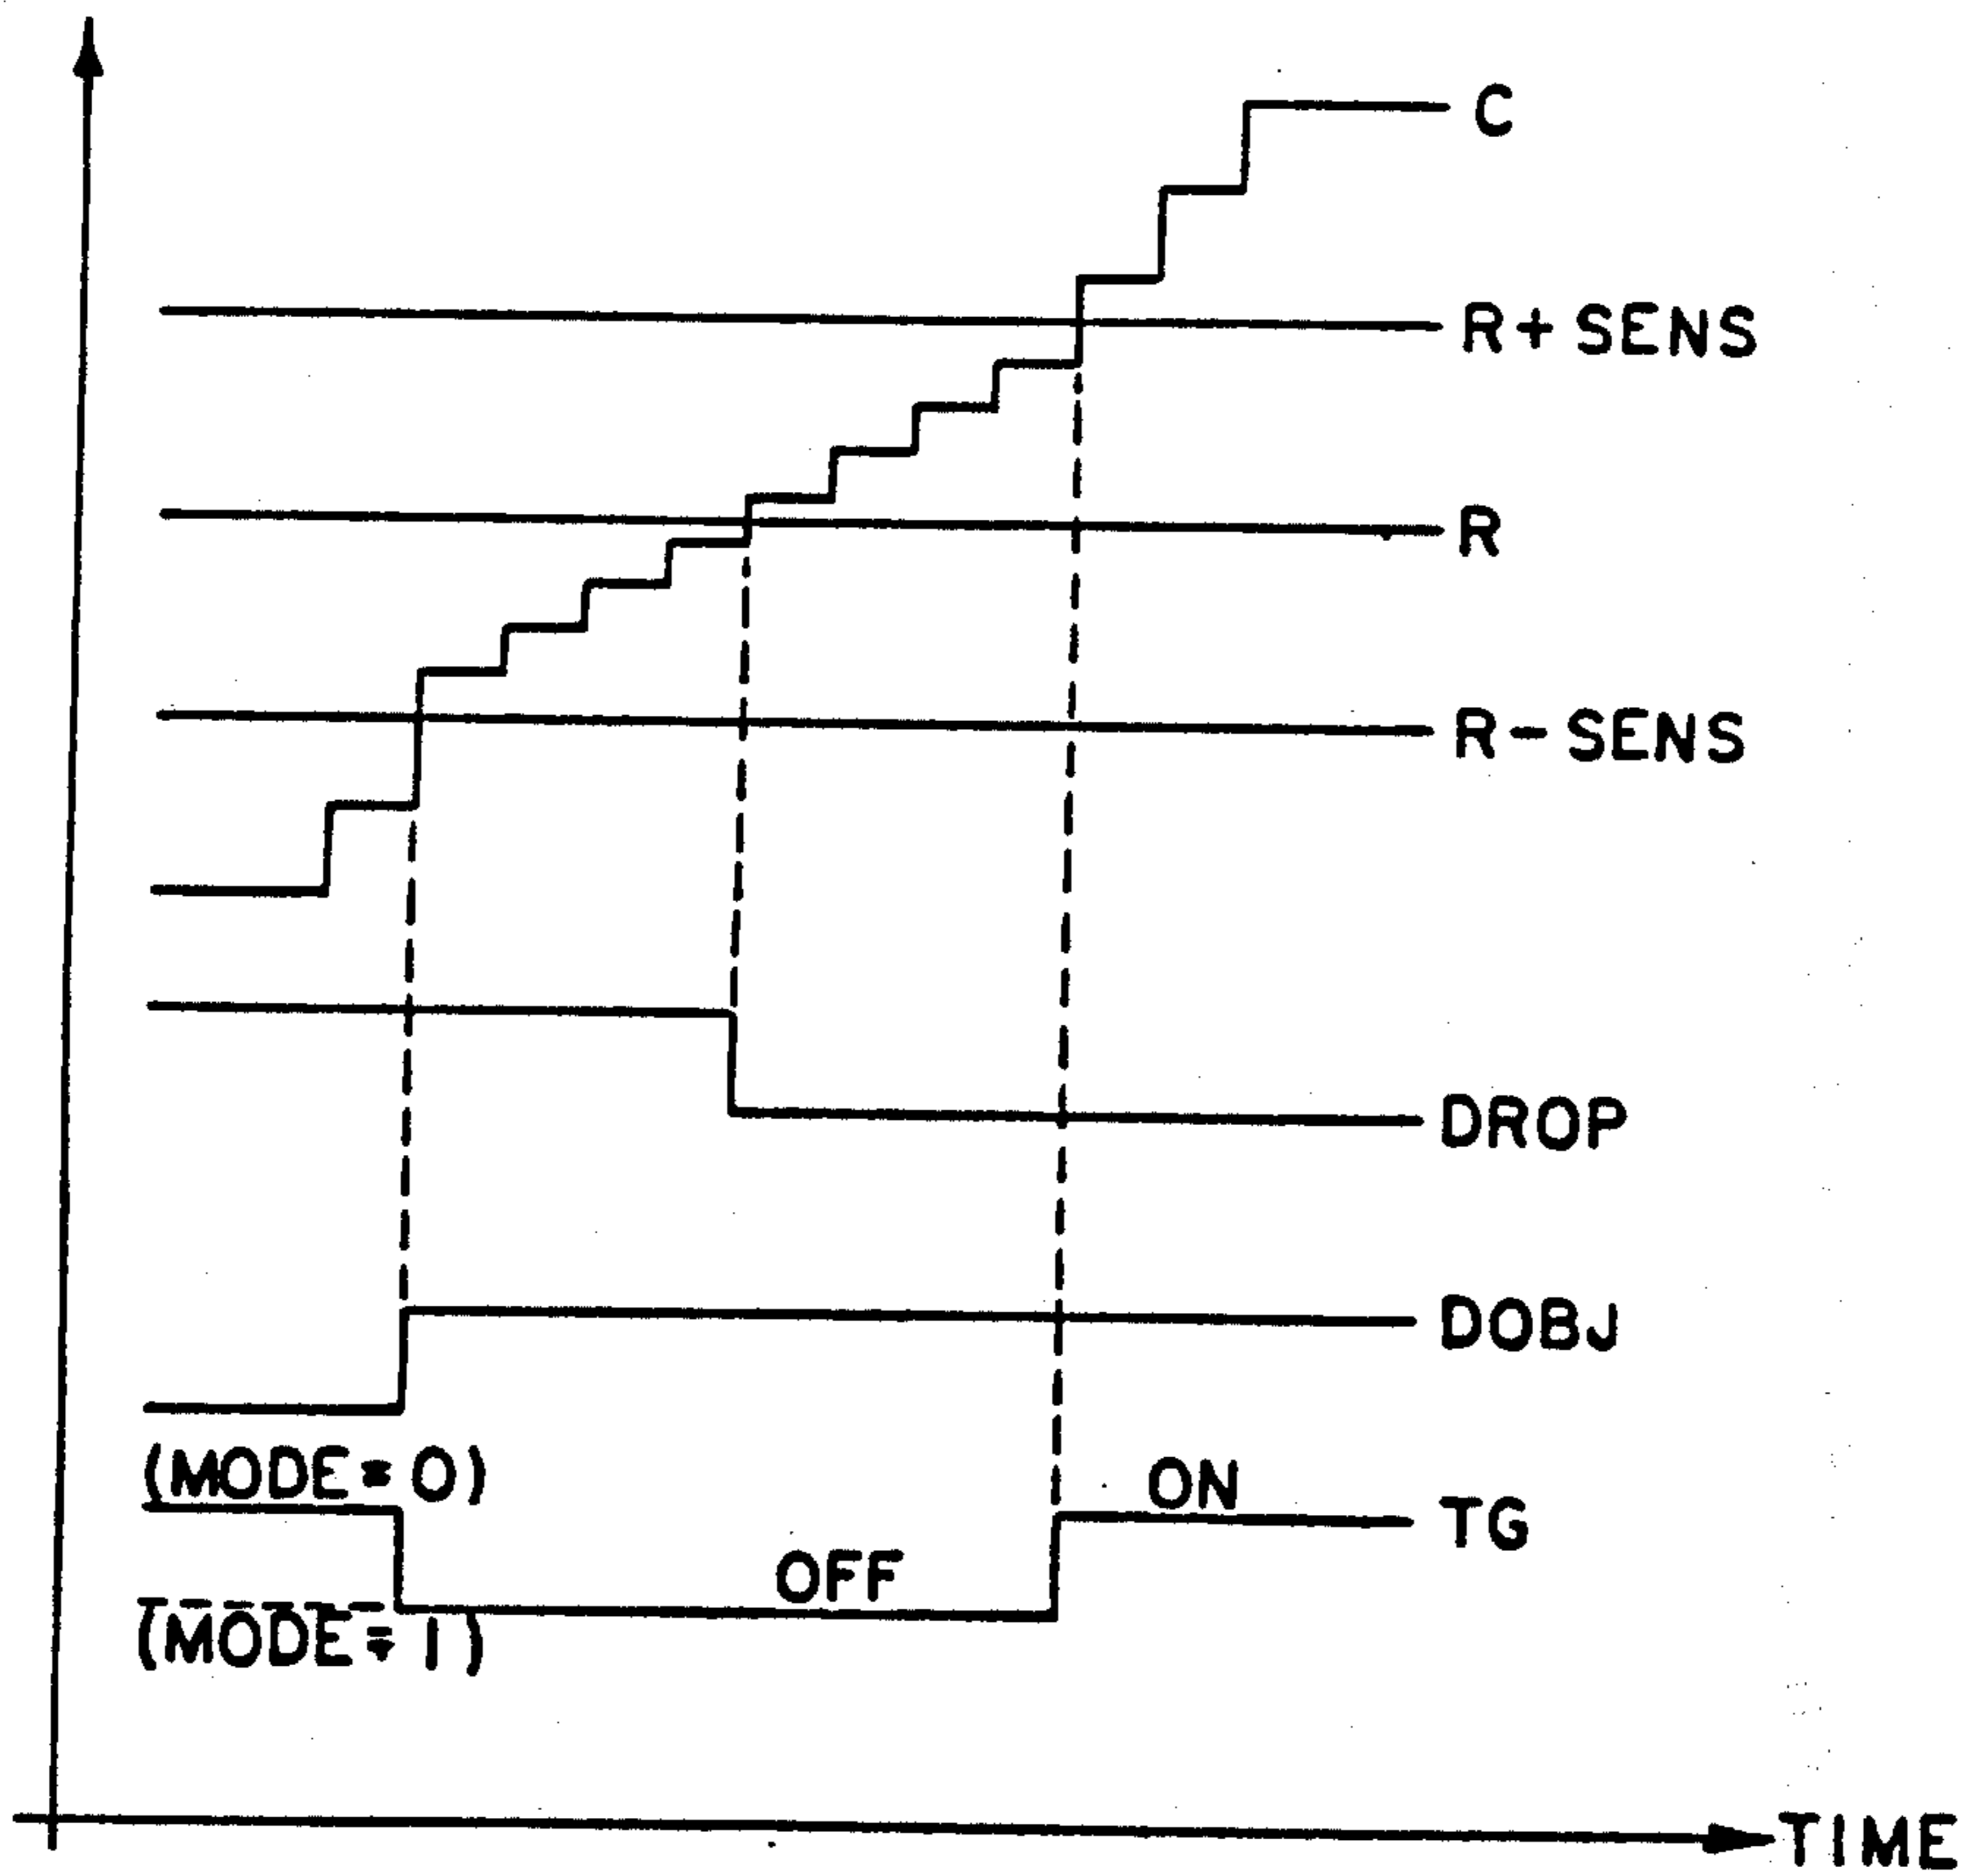 C
R+SENS
R
R-SENS
DROP
DOBJ
(MODE=0)
ON
TG
OFF
(MODE=1)
TIME